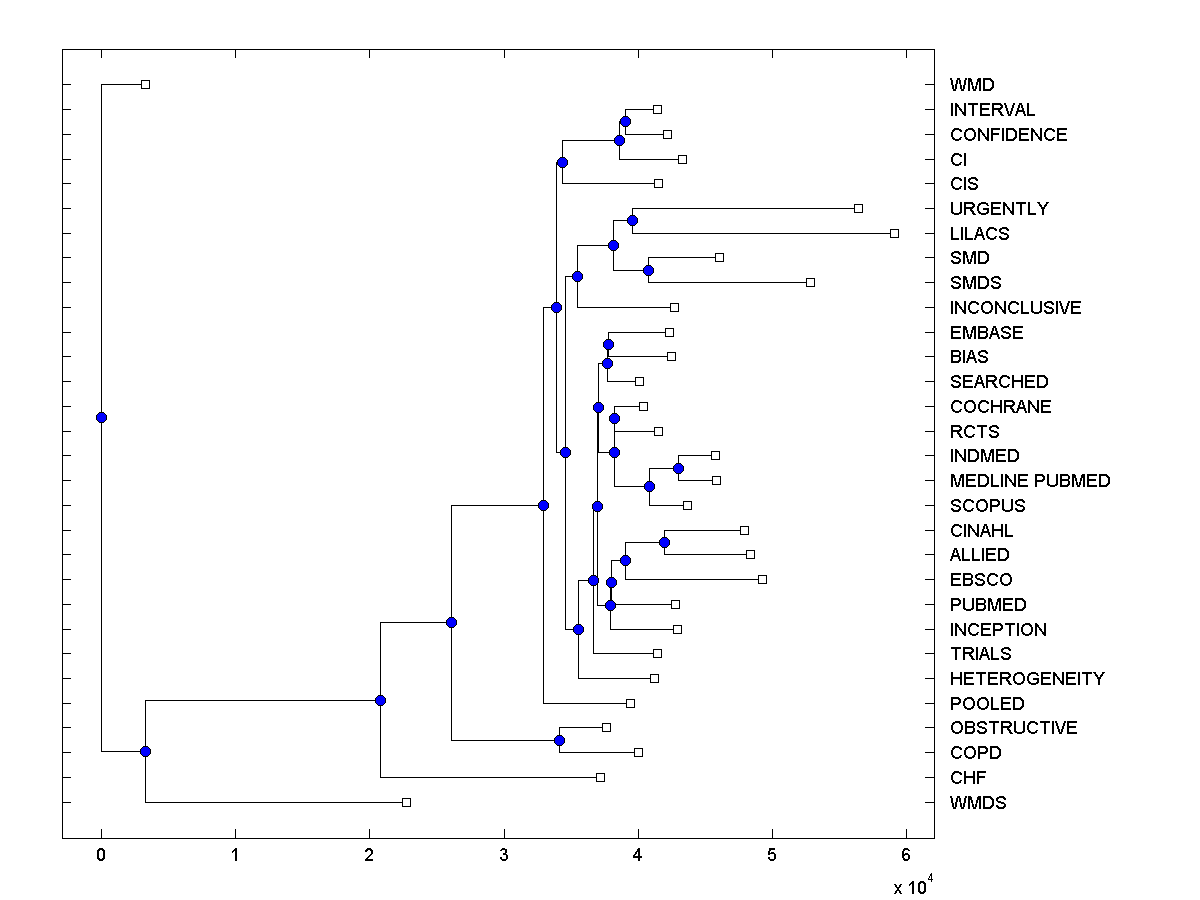 WMD
INTERVAL
CONFIDENCE
CI
CIS
URGENTLY
LILACS
SMD
SMDS
INCONCLUSIVE
EMBASE
BIAS
SEARCHED
COCHRANE
RCTS
INDMED
MEDLINE PUBMED
SCOPUS
CINAHL
ALLIED
EBSCO
PUBMED
INCEPTION
TRIALS
HETEROGENEITY
POOLED
OBSTRUCTIVE
COPD
CHF
WMDS
0 1 2 3 4 5 6
x 10^4